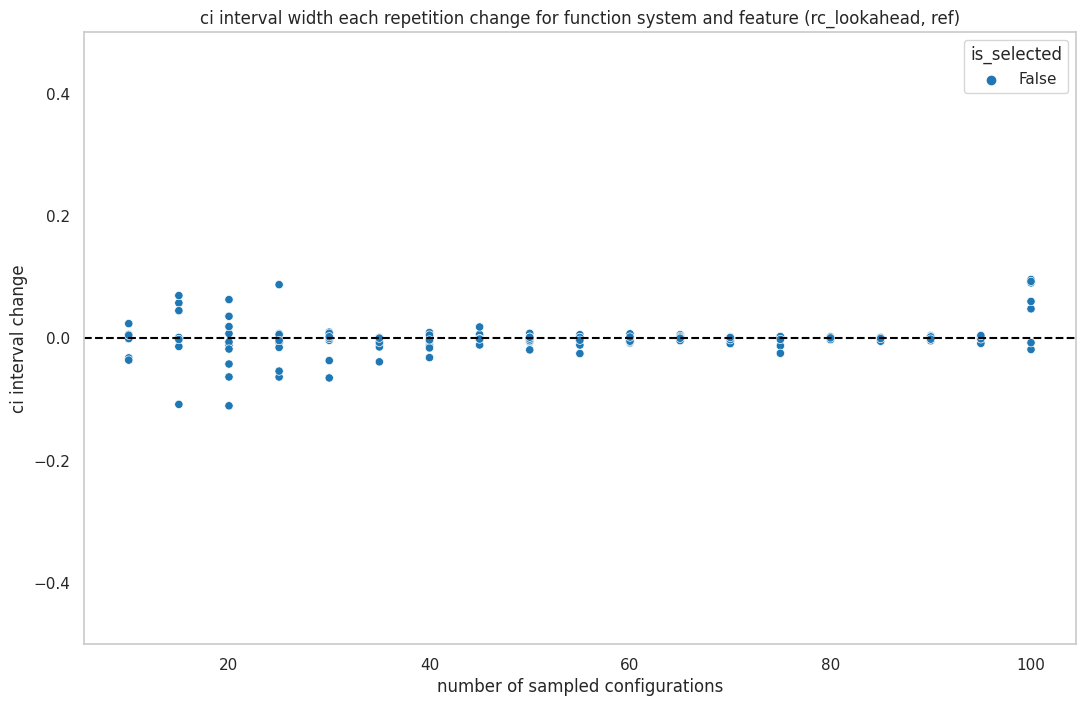 ci interval width each repetition change for function system and feature (rc_lookahead, ref)
is_selected
False
ci interval change
0.4
0.2
0.0
−0.2
−0.4
20
40
60
80
100
number of sampled configurations